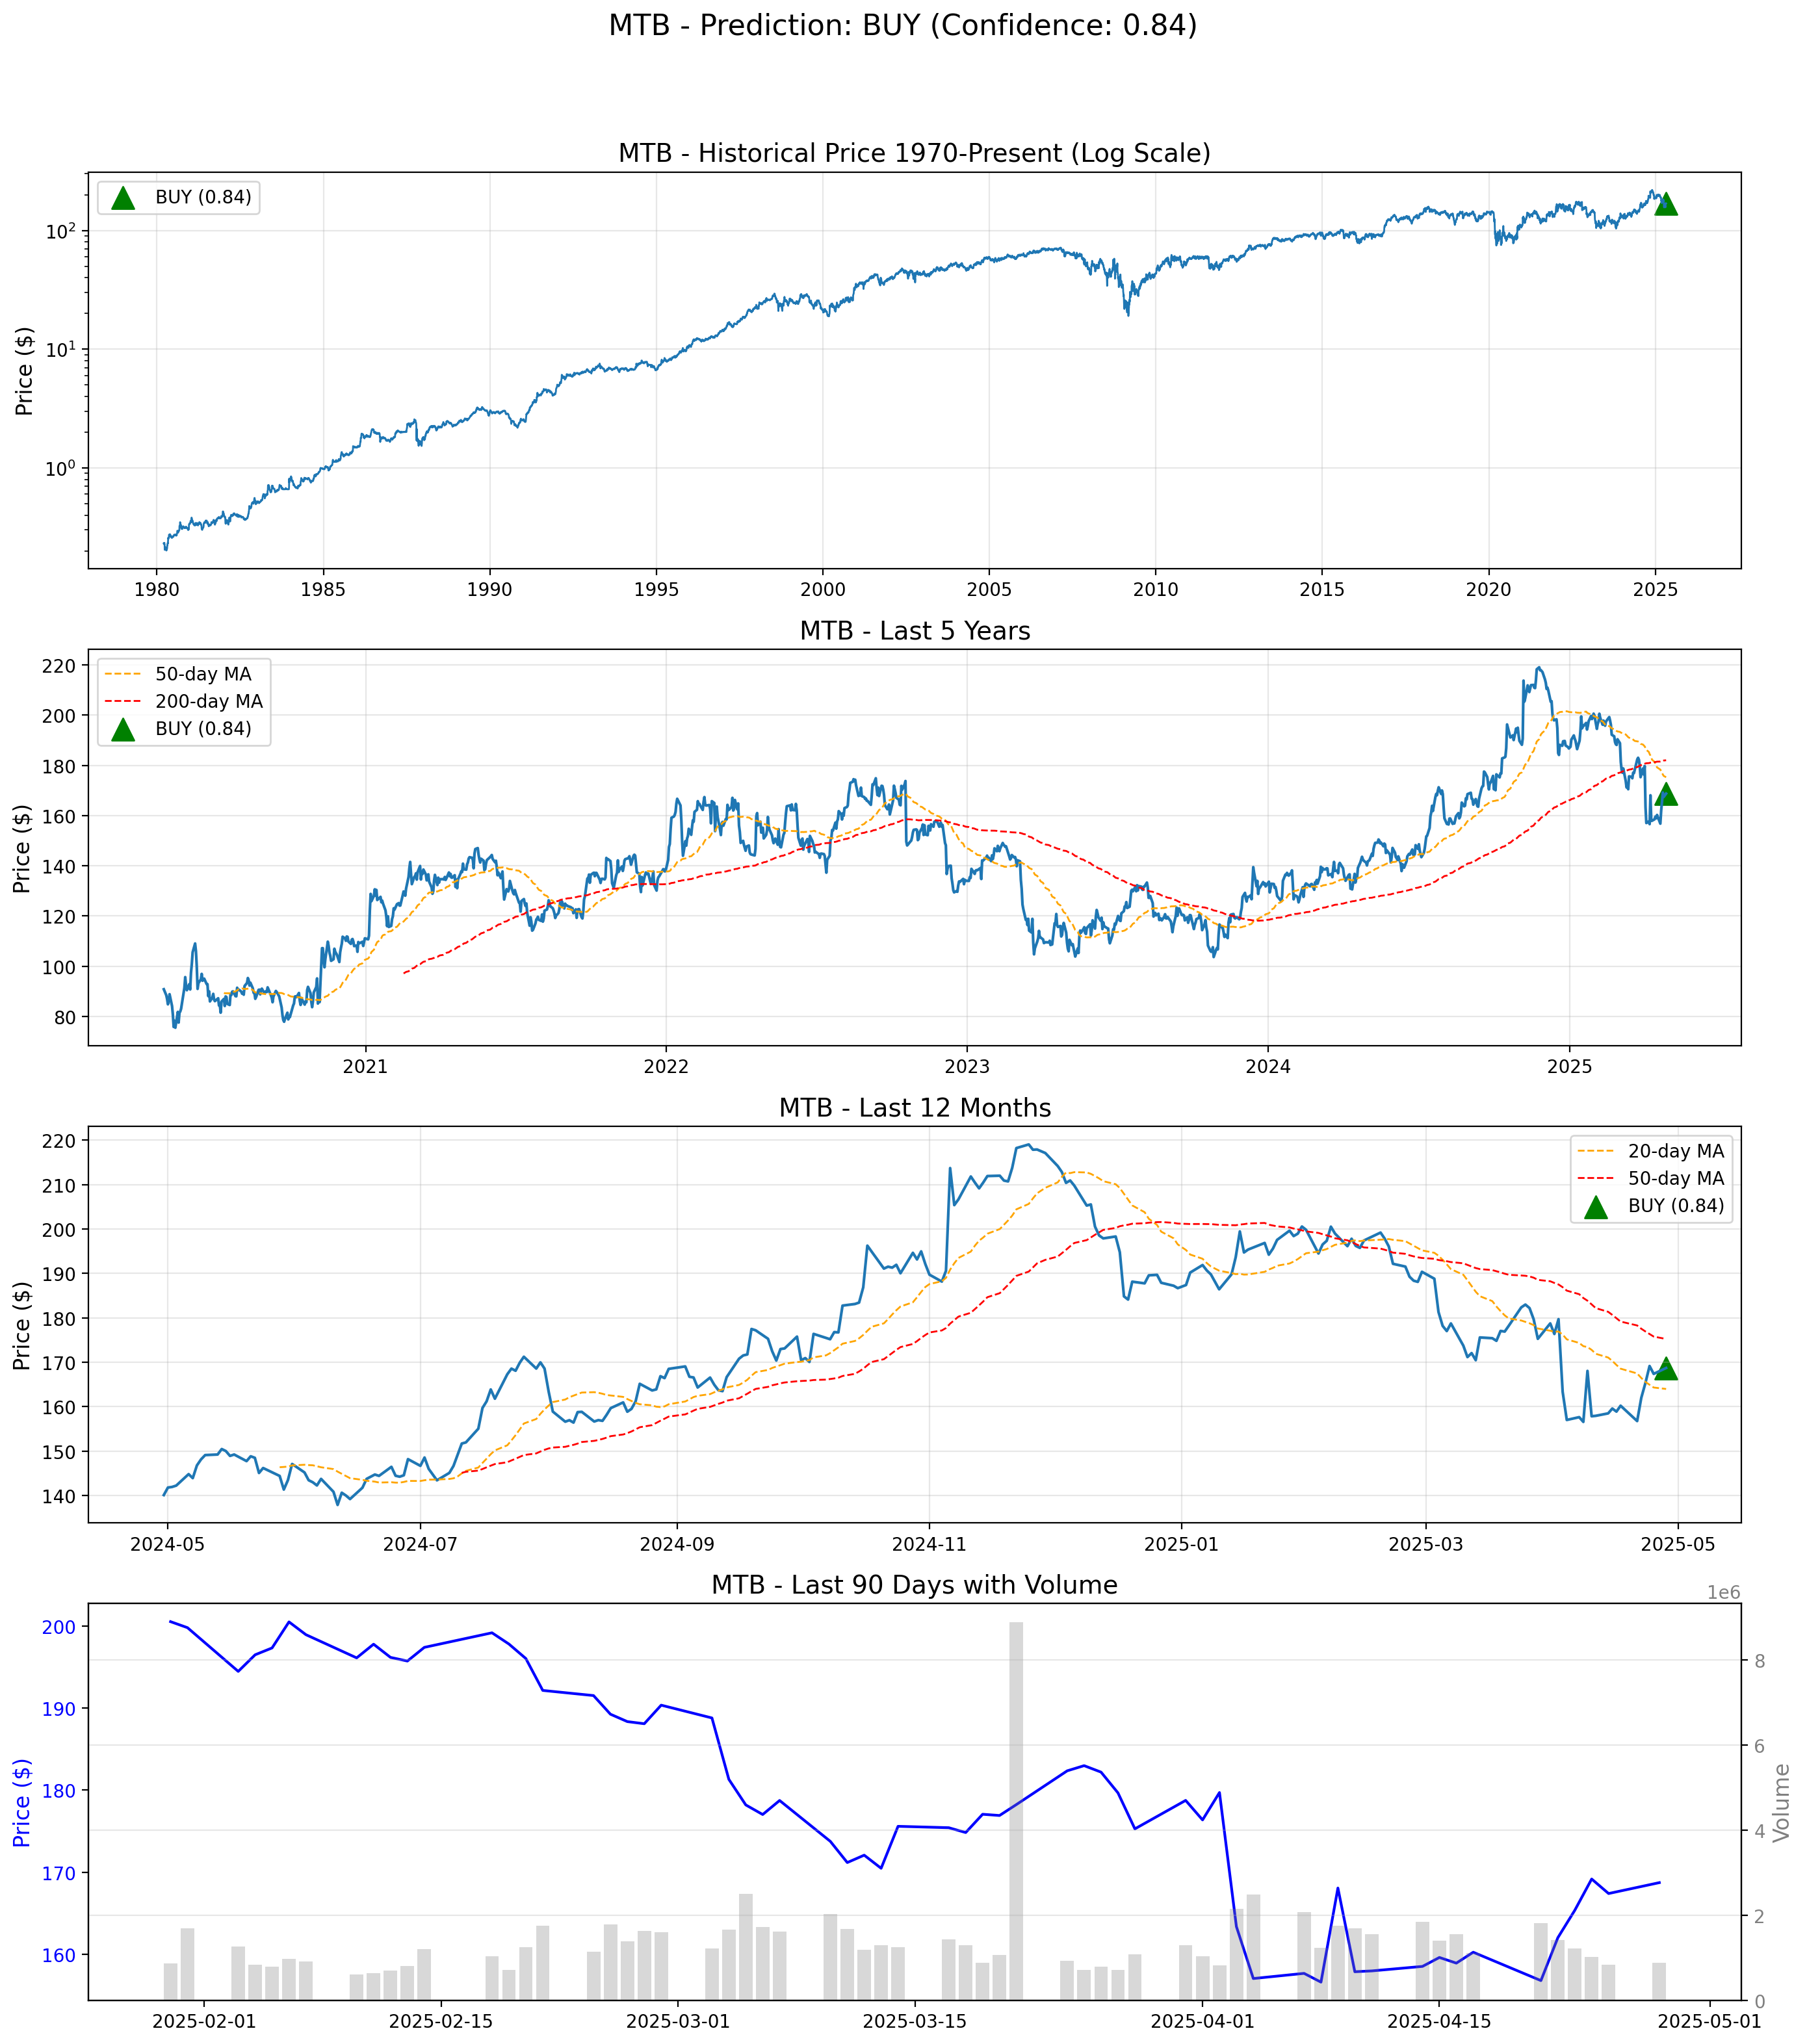 MTB - Prediction: BUY (Confidence: 0.84)
MTB - Historical Price 1970-Present (Log Scale)
BUY (0.84)
Price ($)
10²
10¹
10⁰
1980 1985 1990 1995 2000 2005 2010 2015 2020 2025
MTB - Last 5 Years
50-day MA
200-day MA
BUY (0.84)
Price ($)
220
200
180
160
140
120
100
80
2021 2022 2023 2024 2025
MTB - Last 12 Months
20-day MA
50-day MA
BUY (0.84)
Price ($)
220
210
200
190
180
170
160
150
140
2024-05 2024-07 2024-09 2024-11 2025-01 2025-03 2025-05
MTB - Last 90 Days with Volume
1e6
Price ($)
200
190
180
170
160
Volume
8
6
4
2
0
2025-02-01 2025-02-15 2025-03-01 2025-03-15 2025-04-01 2025-04-15 2025-05-01